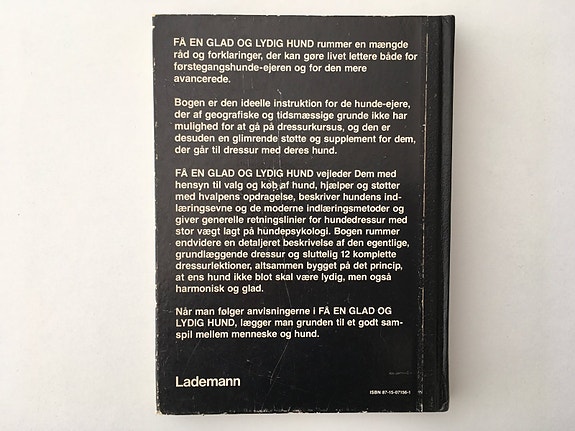 FÅ EN GLAD OG LYDIG HUND rummer en mængde
råd og forklaringer, der kan gøre livet lettere både for
førstegangshunde-ejeren og for den mere
avancerede.
Bogen er den ideelle instruktion for de hunde-ejere,
der af geografiske og tidsmæssige grunde ikke har
mulighed for at gå på dressurkursus, og den er
desuden en glimrende støtte og supplement for dem,
der går til dressur med deres hund.
FÅ EN GLAD OG LYDIG HUND vejleder Dem med
hensyn til valg og køb af hund, hjælper og støtter
med hvalpens opdragelse, beskriver hundens ind-
læringsevne og de moderne indlæringsmetoder og
giver generelle retningslinier for hundedressur med
stor vægt lagt på hundepsykologi. Bogen rummer
endvidere en detaljeret beskrivelse af den egentlige,
grundlæggende dressur og sluttelig 12 komplette
dressurlektioner, altsammen bygget på det princip,
at ens hund ikke blot skal være lydig, men også
harmonisk og glad.
Når man følger anvisningerne i FÅ EN GLAD OG
LYDIG HUND, lægger man grunden til et godt sam-
spil mellem menneske og hund.
Lademann
ISBN 87-15-07156-1